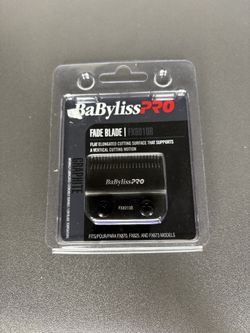 BaBylissPRO
FADE BLADE | FX8010B
FLAT ELONGATED CUTTING SURFACE THAT SUPPORTS
A VERTICAL CUTTING MOTION
GRAPHITE
BaBylissPRO
FX8010B
FITS/POUR/PARA FX870, FX825, AND FX673 MODELS